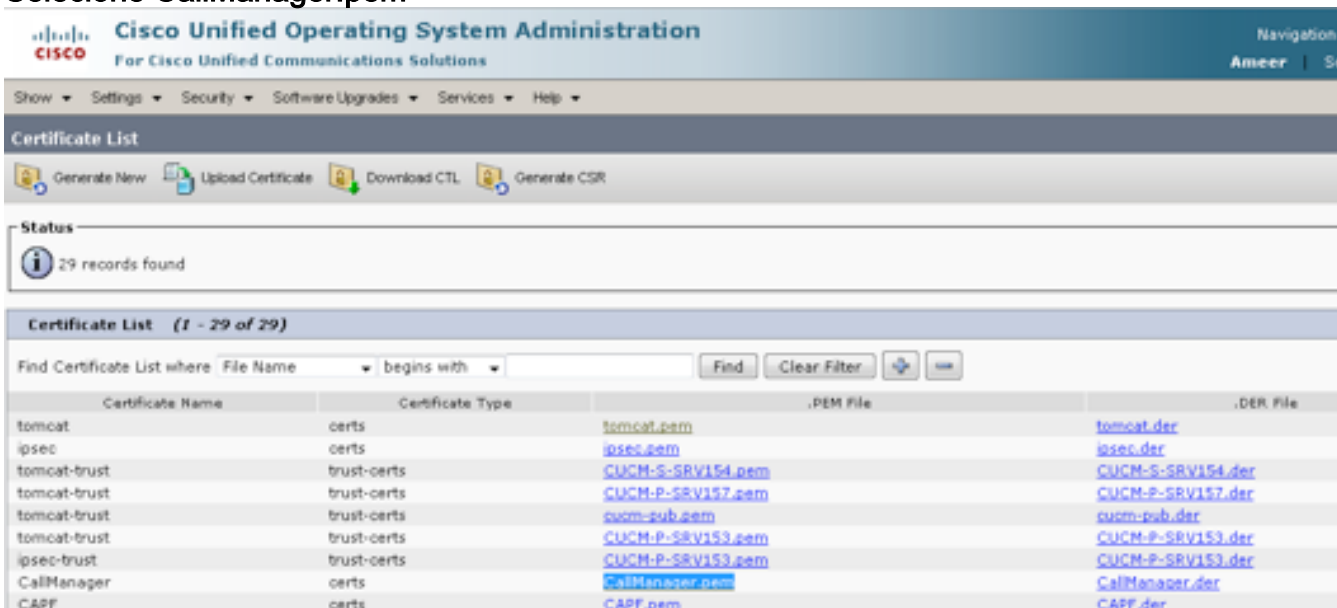 Selecione CallManager.pem
CISCO
Cisco Unified Operating System Administration
For Cisco Unified Communications Solutions
Navigation
Ameer |
Show Settings Security Software Upgrades Services Help
Certificate List
Generate New Upload Certificate Download CTL Generate CSR
Status
29 records found
Certificate List (1 - 29 of 29)
Find Certificate List where File Name begins with Find Clear Filter
Certificate Name Certificate Type .PEM File .DER File
tomcat certs tomcat.pem tomcat.der
ipsec certs ipsec.pem ipsec.der
tomcat-trust trust-certs CUCM-S-SRV154.pem CUCM-S-SRV154.der
tomcat-trust trust-certs CUCM-P-SRV157.pem CUCM-P-SRV157.der
tomcat-trust trust-certs cucm-pub.pem cucm-pub.der
tomcat-trust trust-certs CUCM-P-SRV153.pem CUCM-P-SRV153.der
ipsec-trust trust-certs CUCM-P-SRV153.pem CUCM-P-SRV153.der
CallManager certs CallManager.pem CallManager.der
CAPF certs CAPF.pem CAPF.der